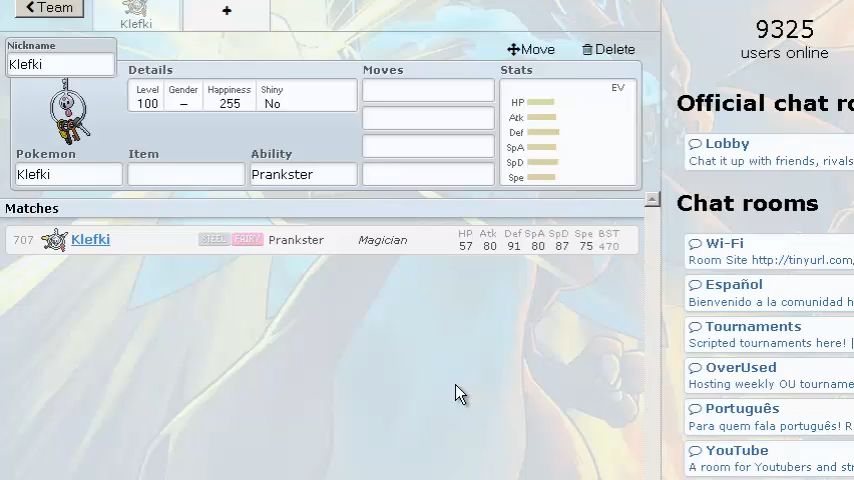 Team
Klefki
+
9325
users online
Nickname
Klefki
Move
Delete
Details
Moves
Stats
Level Gender Happiness Shiny
100 – 255 No
EV
HP
Atk
Def
SpA
SpD
Spe
Pokemon
Item
Ability
Klefki
Prankster
Matches
707 Klefki STEEL FAIRY Prankster Magician
HP Atk Def SpA SpD Spe BST
57 80 91 80 87 75 470
Official chat ro
Lobby
Chat it up with friends, rivals
Chat rooms
Wi-Fi
Room Site http://tinyurl.com/
Español
Bienvenido a la comunidad h
Tournaments
Scripted tournaments here! |
OverUsed
Hosting weekly OU tourname
Português
Para quem fala português! R
YouTube
A room for Youtubers and str